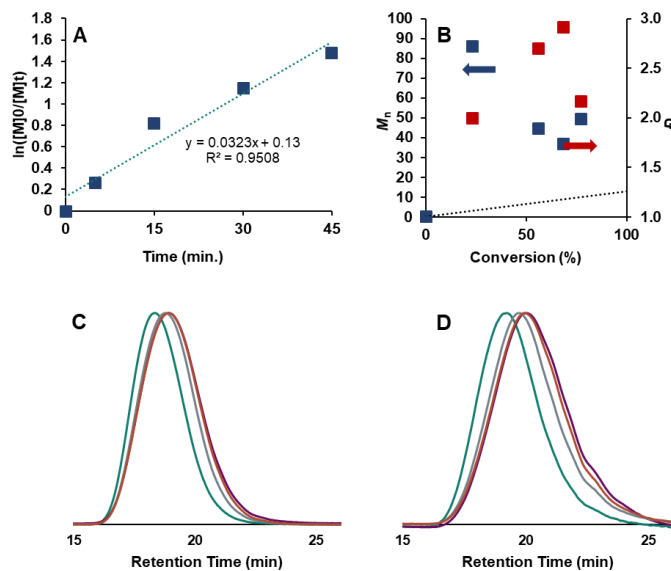 A
1.8
1.6
1.4
1.2
1
0.8
0.6
0.4
0.2
0
ln([M]0/[M]t)
y = 0.0323x + 0.13
R² = 0.9508
0 15 30 45
Time (min.)
B
100
90
80
70
60
50
40
30
20
10
0
Mn
3.0
2.5
2.0
1.5
1.0
0 50 100
Conversion (%)
C
15 20 25
Retention Time (min)
D
15 20 25
Retention Time (min)